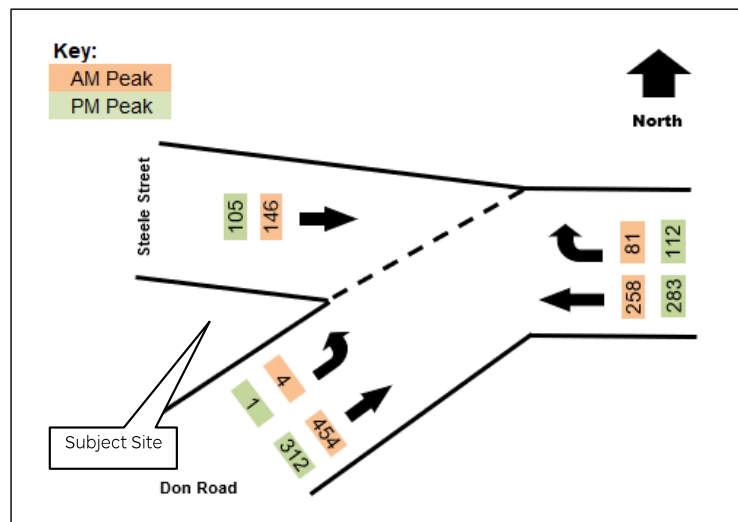 Key:
AM Peak
PM Peak
North
Steele Street
105
146
81
112
258
283
4
1
454
312
Subject Site
Don Road